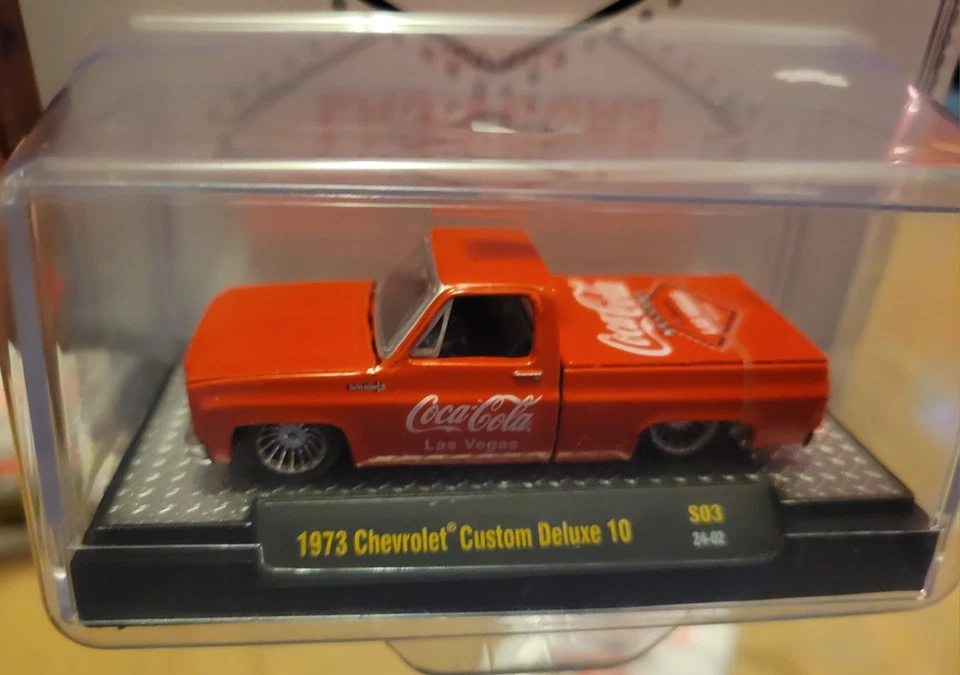 Coca-Cola
Coca-Cola
Las Vegas
1973 Chevrolet® Custom Deluxe 10
S03
24-02